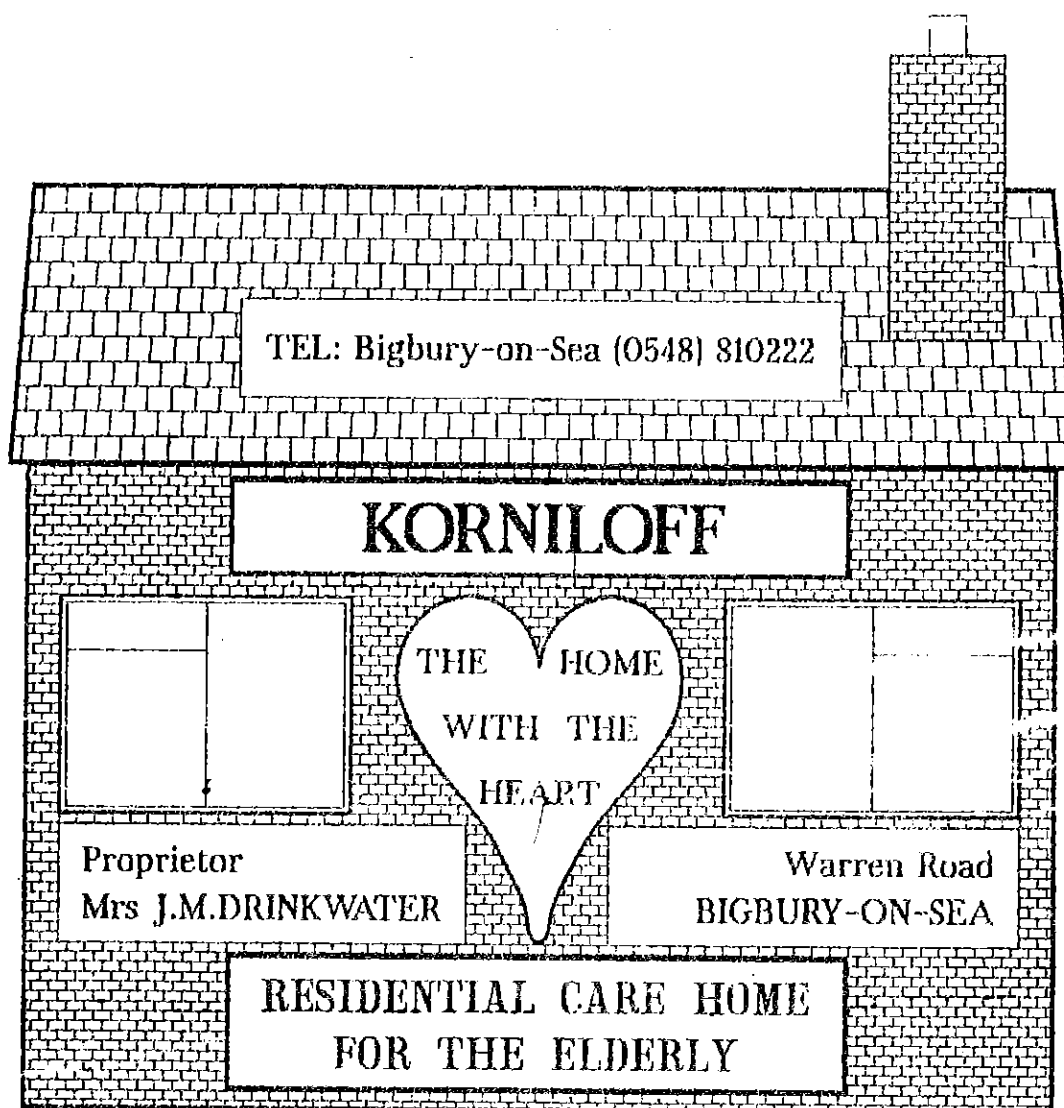 TEL: Bigbury-on-Sea (0548) 810222
KORNILOFF
THE HOME
WITH THE
HEART
Proprietor
Mrs J.M.DRINKWATER
Warren Road
BIGBURY-ON-SEA
RESIDENTIAL CARE HOME
FOR THE ELDERLY